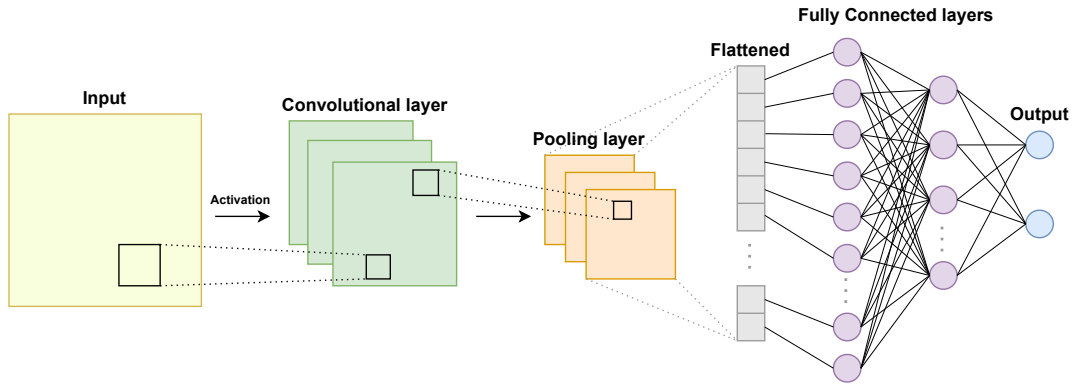 Input
Activation
Convolutional layer
Pooling layer
Flattened
Fully Connected layers
Output